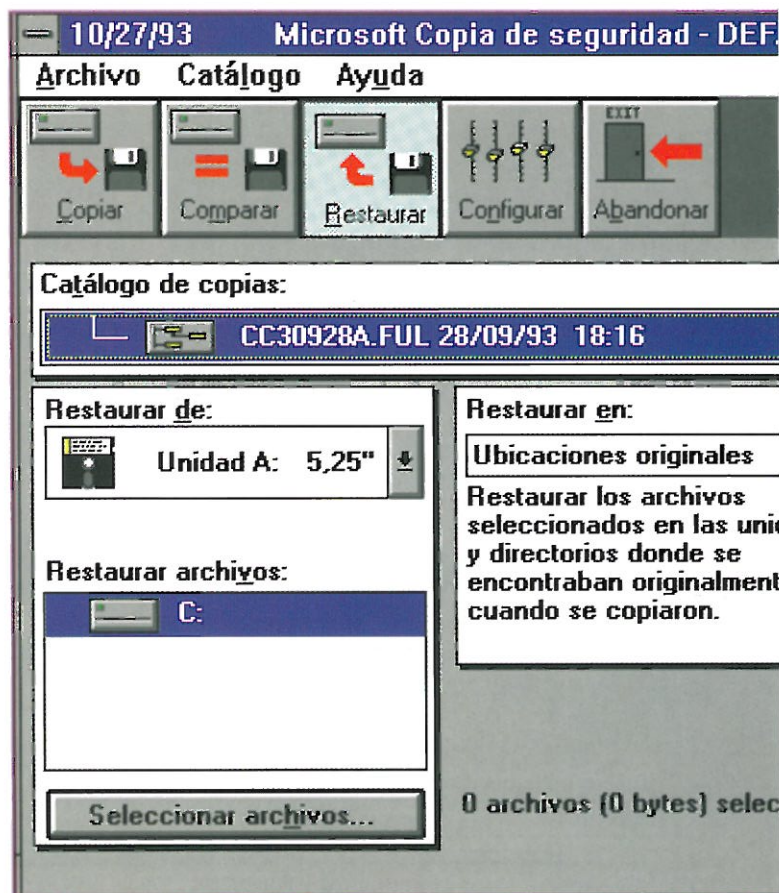 10/27/93 Microsoft Copia de seguridad - DEF
Archivo Catálogo Ayuda
EXIT
Copiar Comparar Restaurar Configurar Abandonar
Catálogo de copias:
CC30928A.FUL 28/09/93 18:16
Restaurar de:
Unidad A: 5,25"
Restaurar archivos:
C:
Seleccionar archivos...
Restaurar en:
Ubicaciones originales
Restaurar los archivos
seleccionados en las
y directorios donde se
encontraban
cuando se copiaron.
0 archivos (0 bytes)